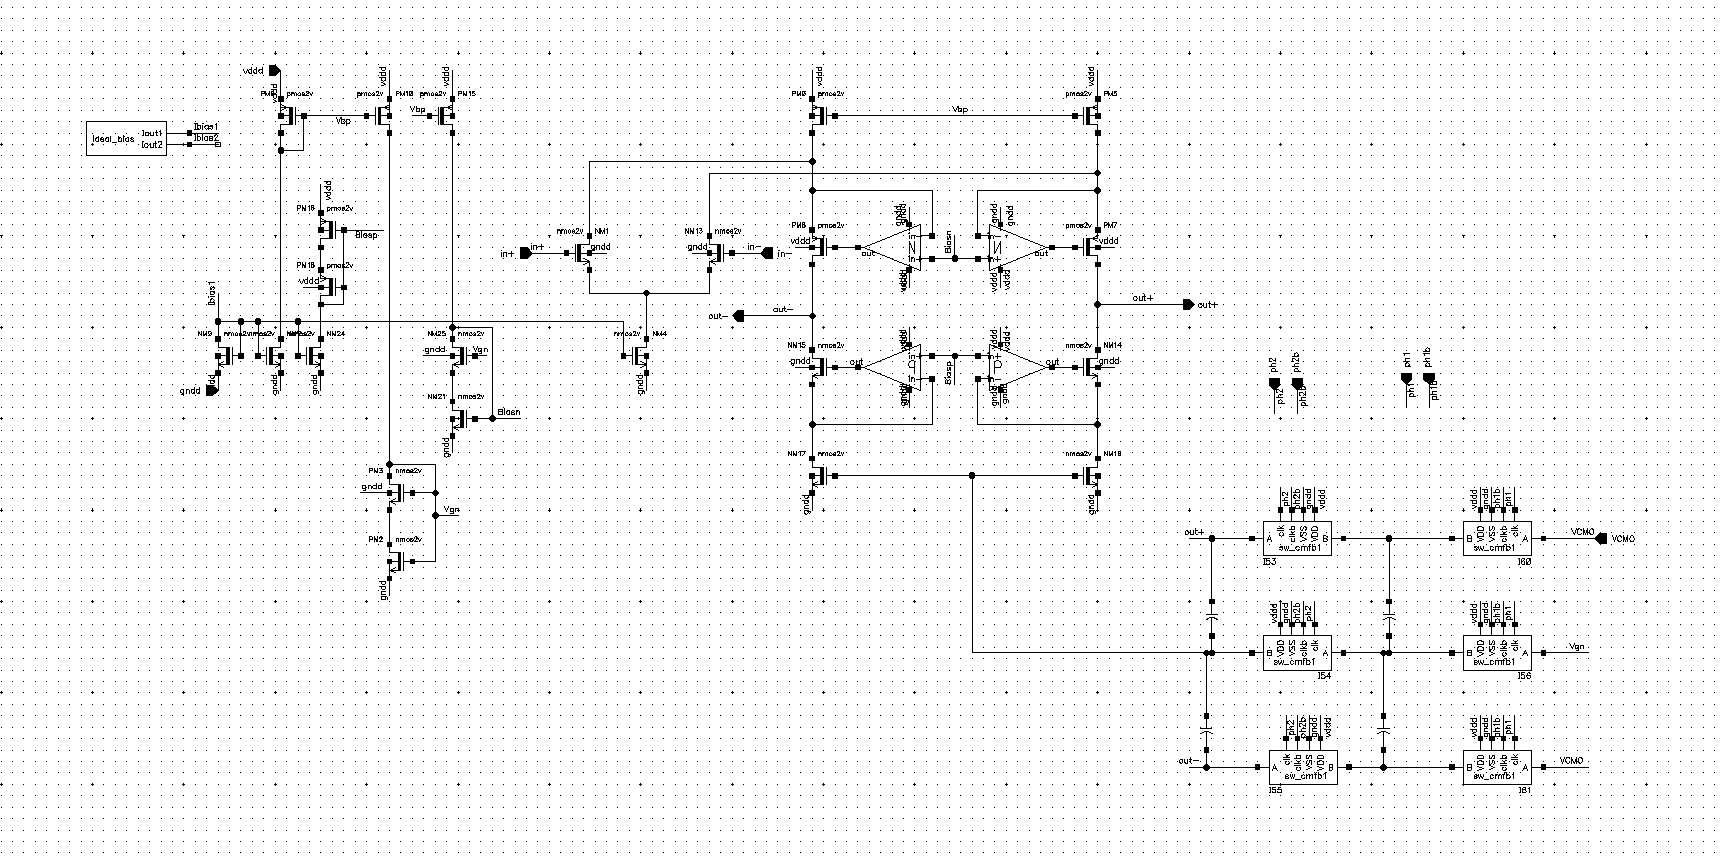 vddd
vddd
vddd
vddd
vddd
pmos2v
pmos2v
PM10
PM15
pmos2v
pmos2v
PM5
Vbp
Vbp
Vbp
Ideal_bias
Iout1
Iout2
Ibias1
Ibias2
vddd
PM18
pmos2v
Biasp
PM18
pmos2v
vddd
Ibias1
in+
in+
nmos2v
NM1
gndd
NM13
nmos2v
gndd
in-
in-
PM8
pmos2v
vddd
out
in-
in+
gndd
vddd
Biasn
in-
in+
gndd
vddd
out
pmos2v
PM7
vddd
out-
out-
out+
out+
NM9
nmos2v
nmos2v
NM24
NM25
nmos2v
gndd
Vgn
nmos2v
NM4
gndd
gndd
gndd
gndd
NM21
nmos2v
Biasn
gndd
NM15
nmos2v
gndd
out
in+
in-
vddd
gndd
Biasp
in+
in-
vddd
gndd
out
nmos2v
NM14
gndd
PM3
nmos2v
gndd
Vgn
PM2
nmos2v
gndd
NM17
nmos2v
gndd
nmos2v
NM18
gndd
ph2
ph2b
ph2
ph2b
ph1
ph1b
ph1
ph1b
out+
ph2
ph2b
gndd
vddd
A
clk
clkb
VSS
VDD
B
sw_cmfb1
I53
vddd
gndd
ph1b
ph1
B
VDD
VSS
clkb
clk
A
sw_cmfb1
I60
VCMO
VCMO
vddd
gndd
ph2b
ph2
B
VDD
VSS
clkb
clk
A
sw_cmfb1
I54
vddd
gndd
ph1b
ph1
B
VDD
VSS
clkb
clk
A
sw_cmfb1
I56
Vgn
out-
ph2
ph2b
gndd
vddd
A
clk
clkb
VSS
VDD
B
sw_cmfb1
I55
vddd
gndd
ph1b
ph1
B
VDD
VSS
clkb
clk
A
sw_cmfb1
I61
VCMO